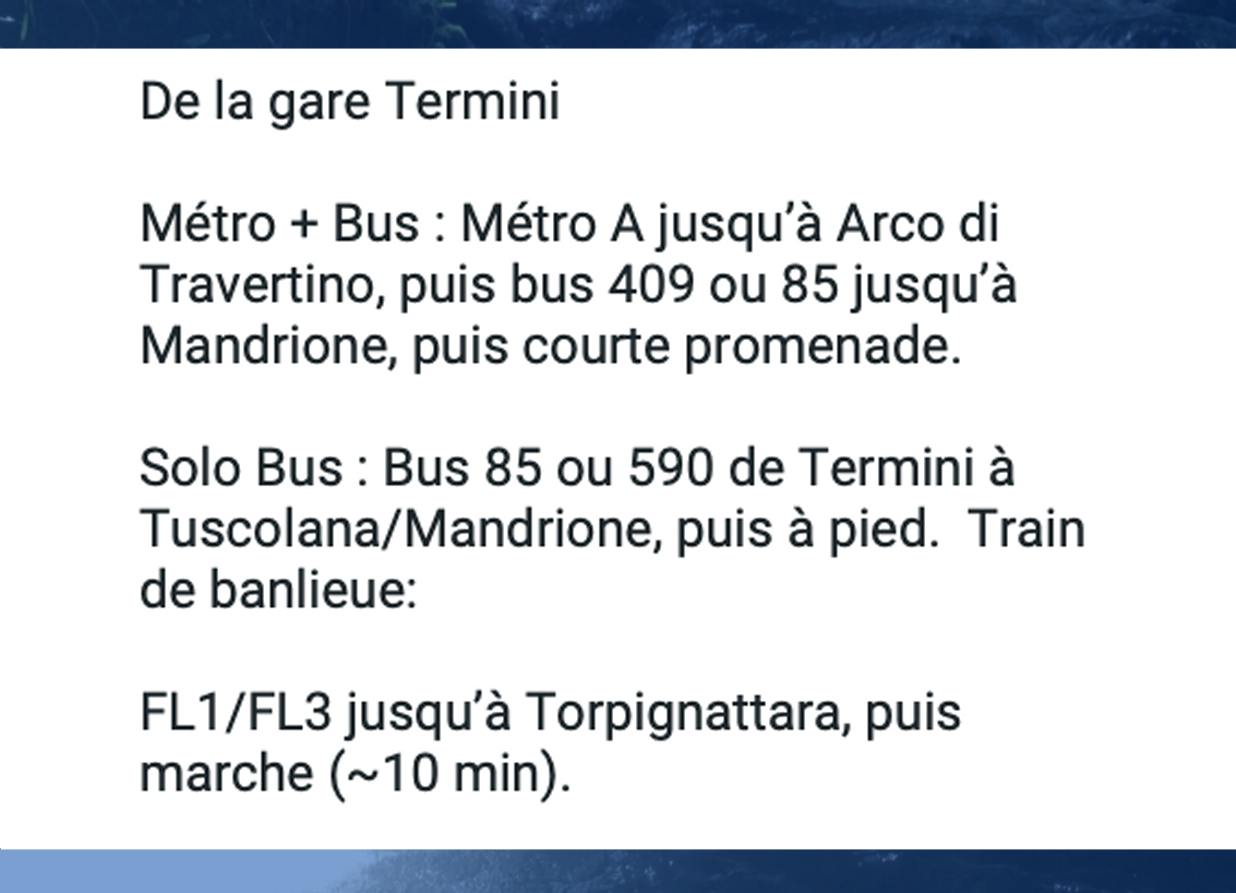 De la gare Termini
Métro + Bus : Métro A jusqu’à Arco di
Travertino, puis bus 409 ou 85 jusqu’à
Mandrione, puis courte promenade.
Solo Bus : Bus 85 ou 590 de Termini à
Tuscolana/Mandrione, puis à pied.  Train
de banlieue:
FL1/FL3 jusqu’à Torpignattara, puis
marche (~10 min).